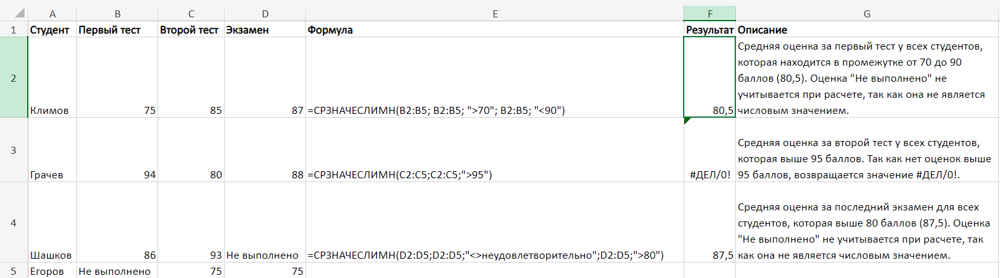 A B C D E F G
1 Студент Первый тест Второй тест Экзамен Формула Результат Описание
Средняя оценка за первый тест у всех студентов,
которая находится в промежутке от 70 до 90
2 баллов (80,5). Оценка "Не выполнено" не
учитывается при расчете, так как она не является
Климов 75 85 87 =СРЗНАЧЕСЛИМН(B2:B5; B2:B5; ">70"; B2:B5; "<90") 80,5 числовым значением.
3 Средняя оценка за второй тест у всех студентов,
которая выше 95 баллов. Так как нет оценок выше
Грачев 94 80 88 =СРЗНАЧЕСЛИМН(C2:C5;C2:C5;">95") #ДЕЛ/0! 95 баллов, возвращается значение #ДЕЛ/0!.
Средняя оценка за последний экзамен для всех
4 студентов, которая выше 80 баллов (87,5). Оценка
"Не выполнено" не учитывается при расчете, так
Шашков 86 93 Не выполнено =СРЗНАЧЕСЛИМН(D2:D5;D2:D5;"<>неудовлетворительно";D2:D5;">80") 87,5 как она не является числовым значением.
5 Егоров Не выполнено 75 75